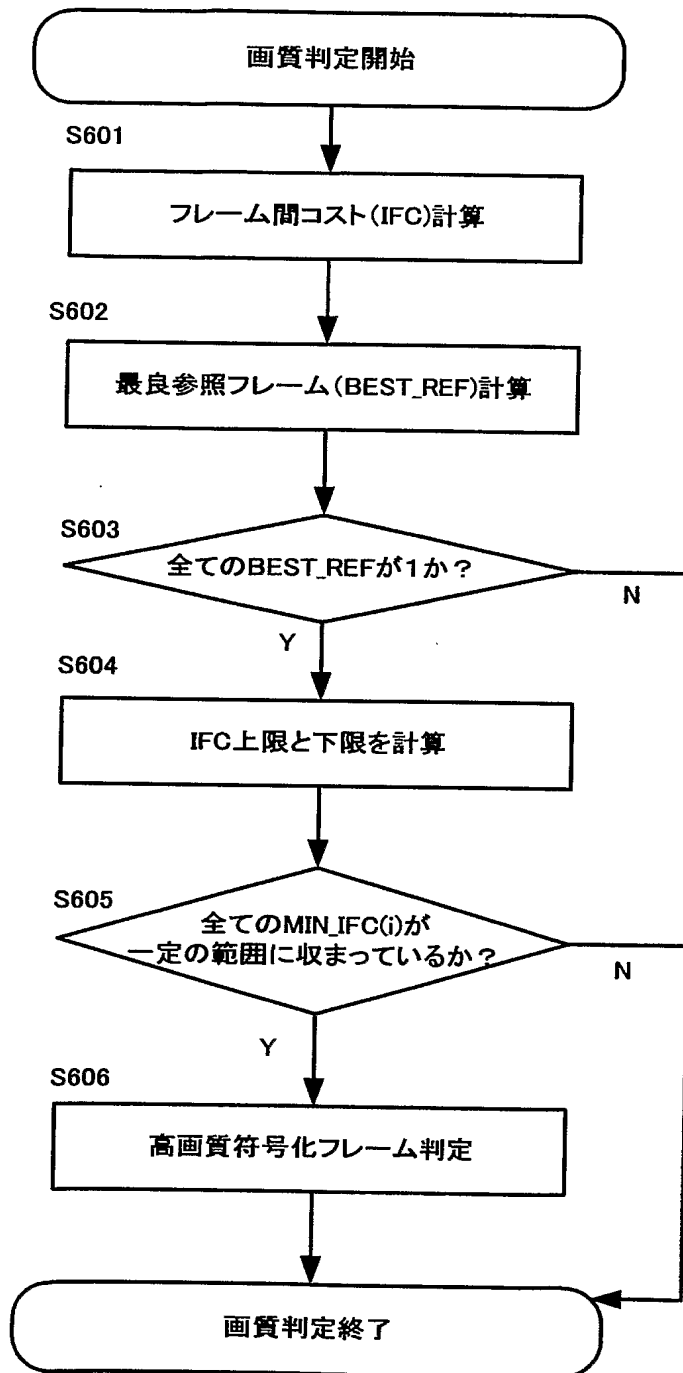 画質判定開始
S601
フレーム間コスト(IFC)計算
S602
最良参照フレーム(BEST_REF)計算
S603
全てのBEST_REFが1か?
N
Y
S604
IFC上限と下限を計算
S605
全てのMIN_IFC(i)が
一定の範囲に収まっているか?
N
Y
S606
高画質符号化フレーム判定
画質判定終了